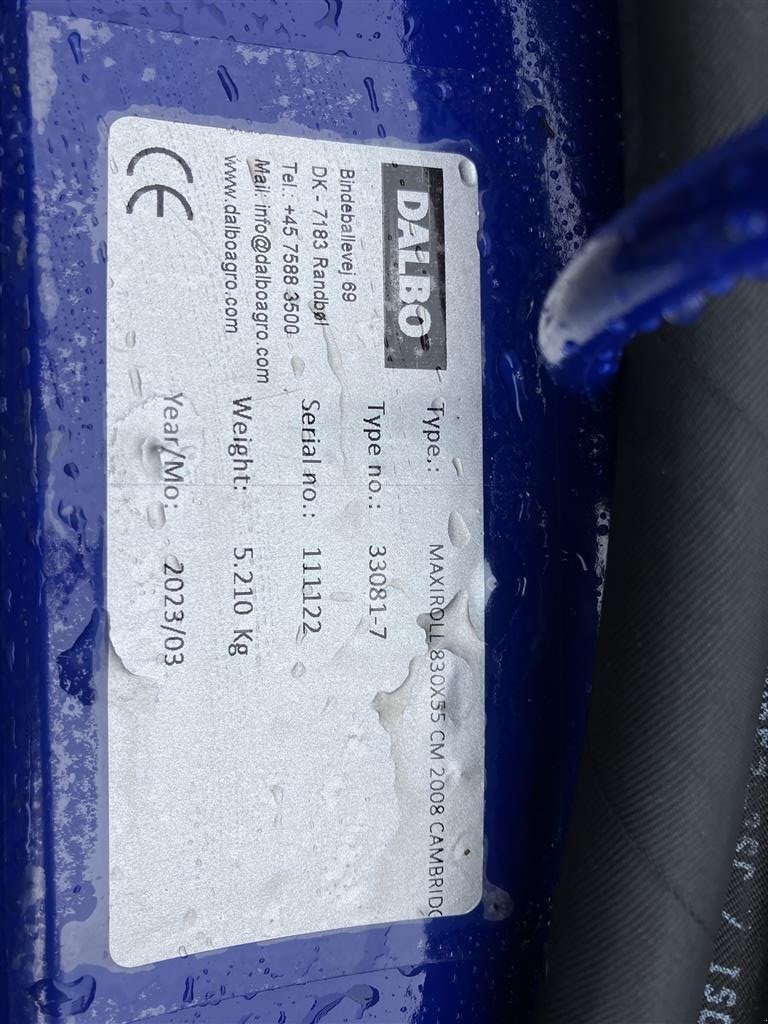 DALBO
Bindeballevej 69
DK - 7183 Randbøl
Tel.: +45 7588 3500
Mail: info@dalboagro.com
www.dalboagro.com
CE
Type.: MAXIROLL 830X55 CM 2008 CAMBRIDG
Type no.: 33081-7
Serial no.: 111122
Weight: 5.210 Kg
Year/Mo: 2023/03